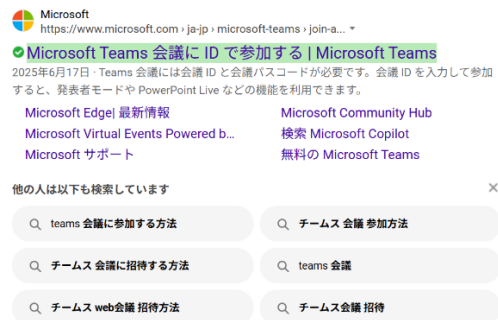 Microsoft
https://www.microsoft.com › ja-jp › microsoft-teams › join-a...
Microsoft Teams 会議に ID で参加する | Microsoft Teams
2025年6月17日 · Teams 会議には会議 ID と会議パスコードが必要です。会議 ID を入力して参加
すると、発表者モードや PowerPoint Live などの機能を利用できます。
Microsoft Edge| 最新情報
Microsoft Community Hub
Microsoft Virtual Events Powered b...
検索 Microsoft Copilot
Microsoft サポート
無料の Microsoft Teams
他の人は以下も検索しています
teams 会議に参加する方法
チームス 会議 参加方法
チームス 会議に招待する方法
teams 会議
チームス web会議 招待方法
チームス会議 招待